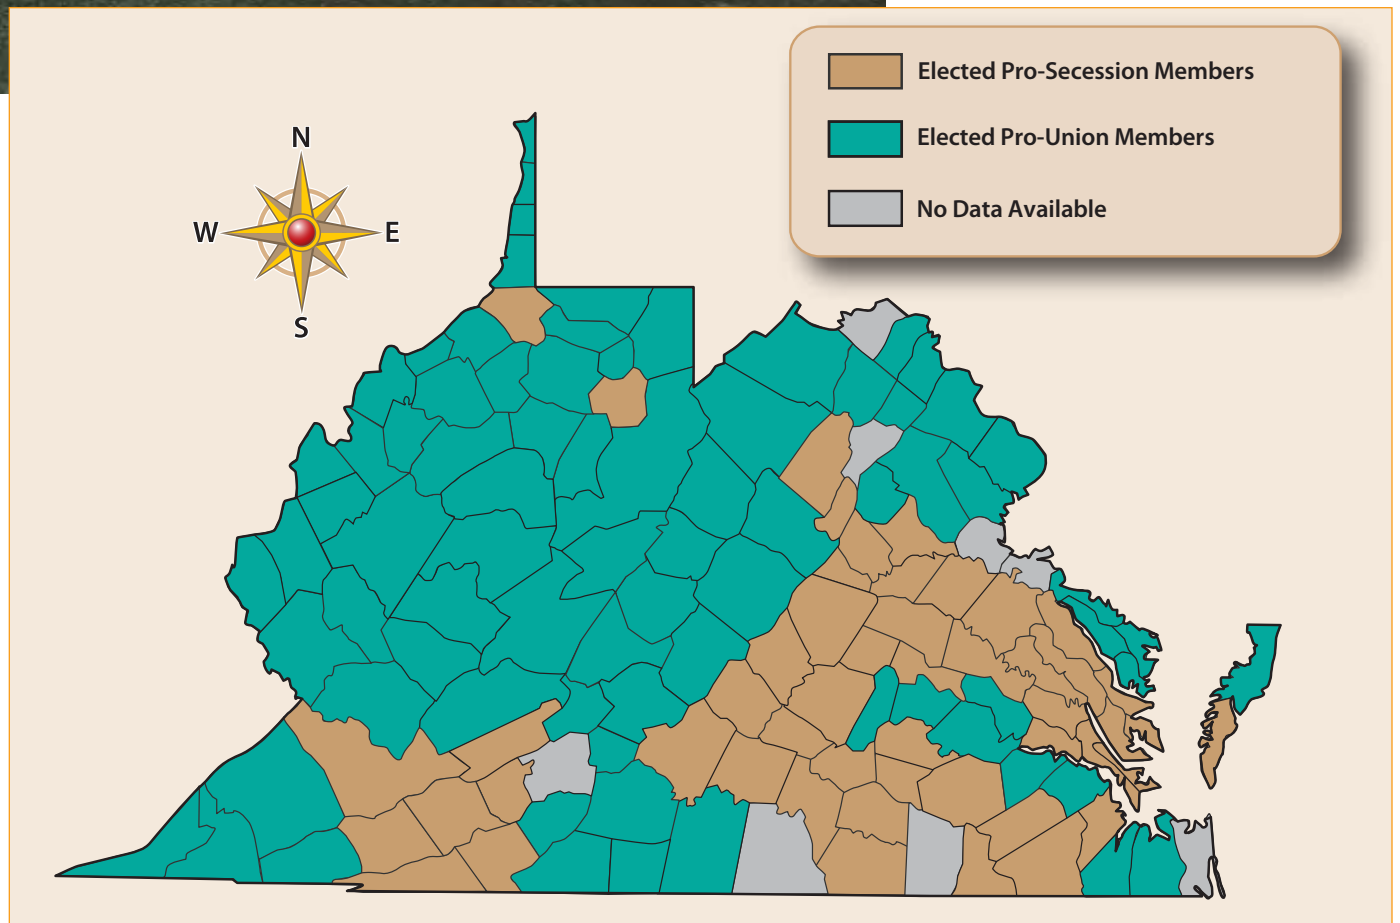 Elected Pro-Secession Members
Elected Pro-Union Members
No Data Available
N
W E
S